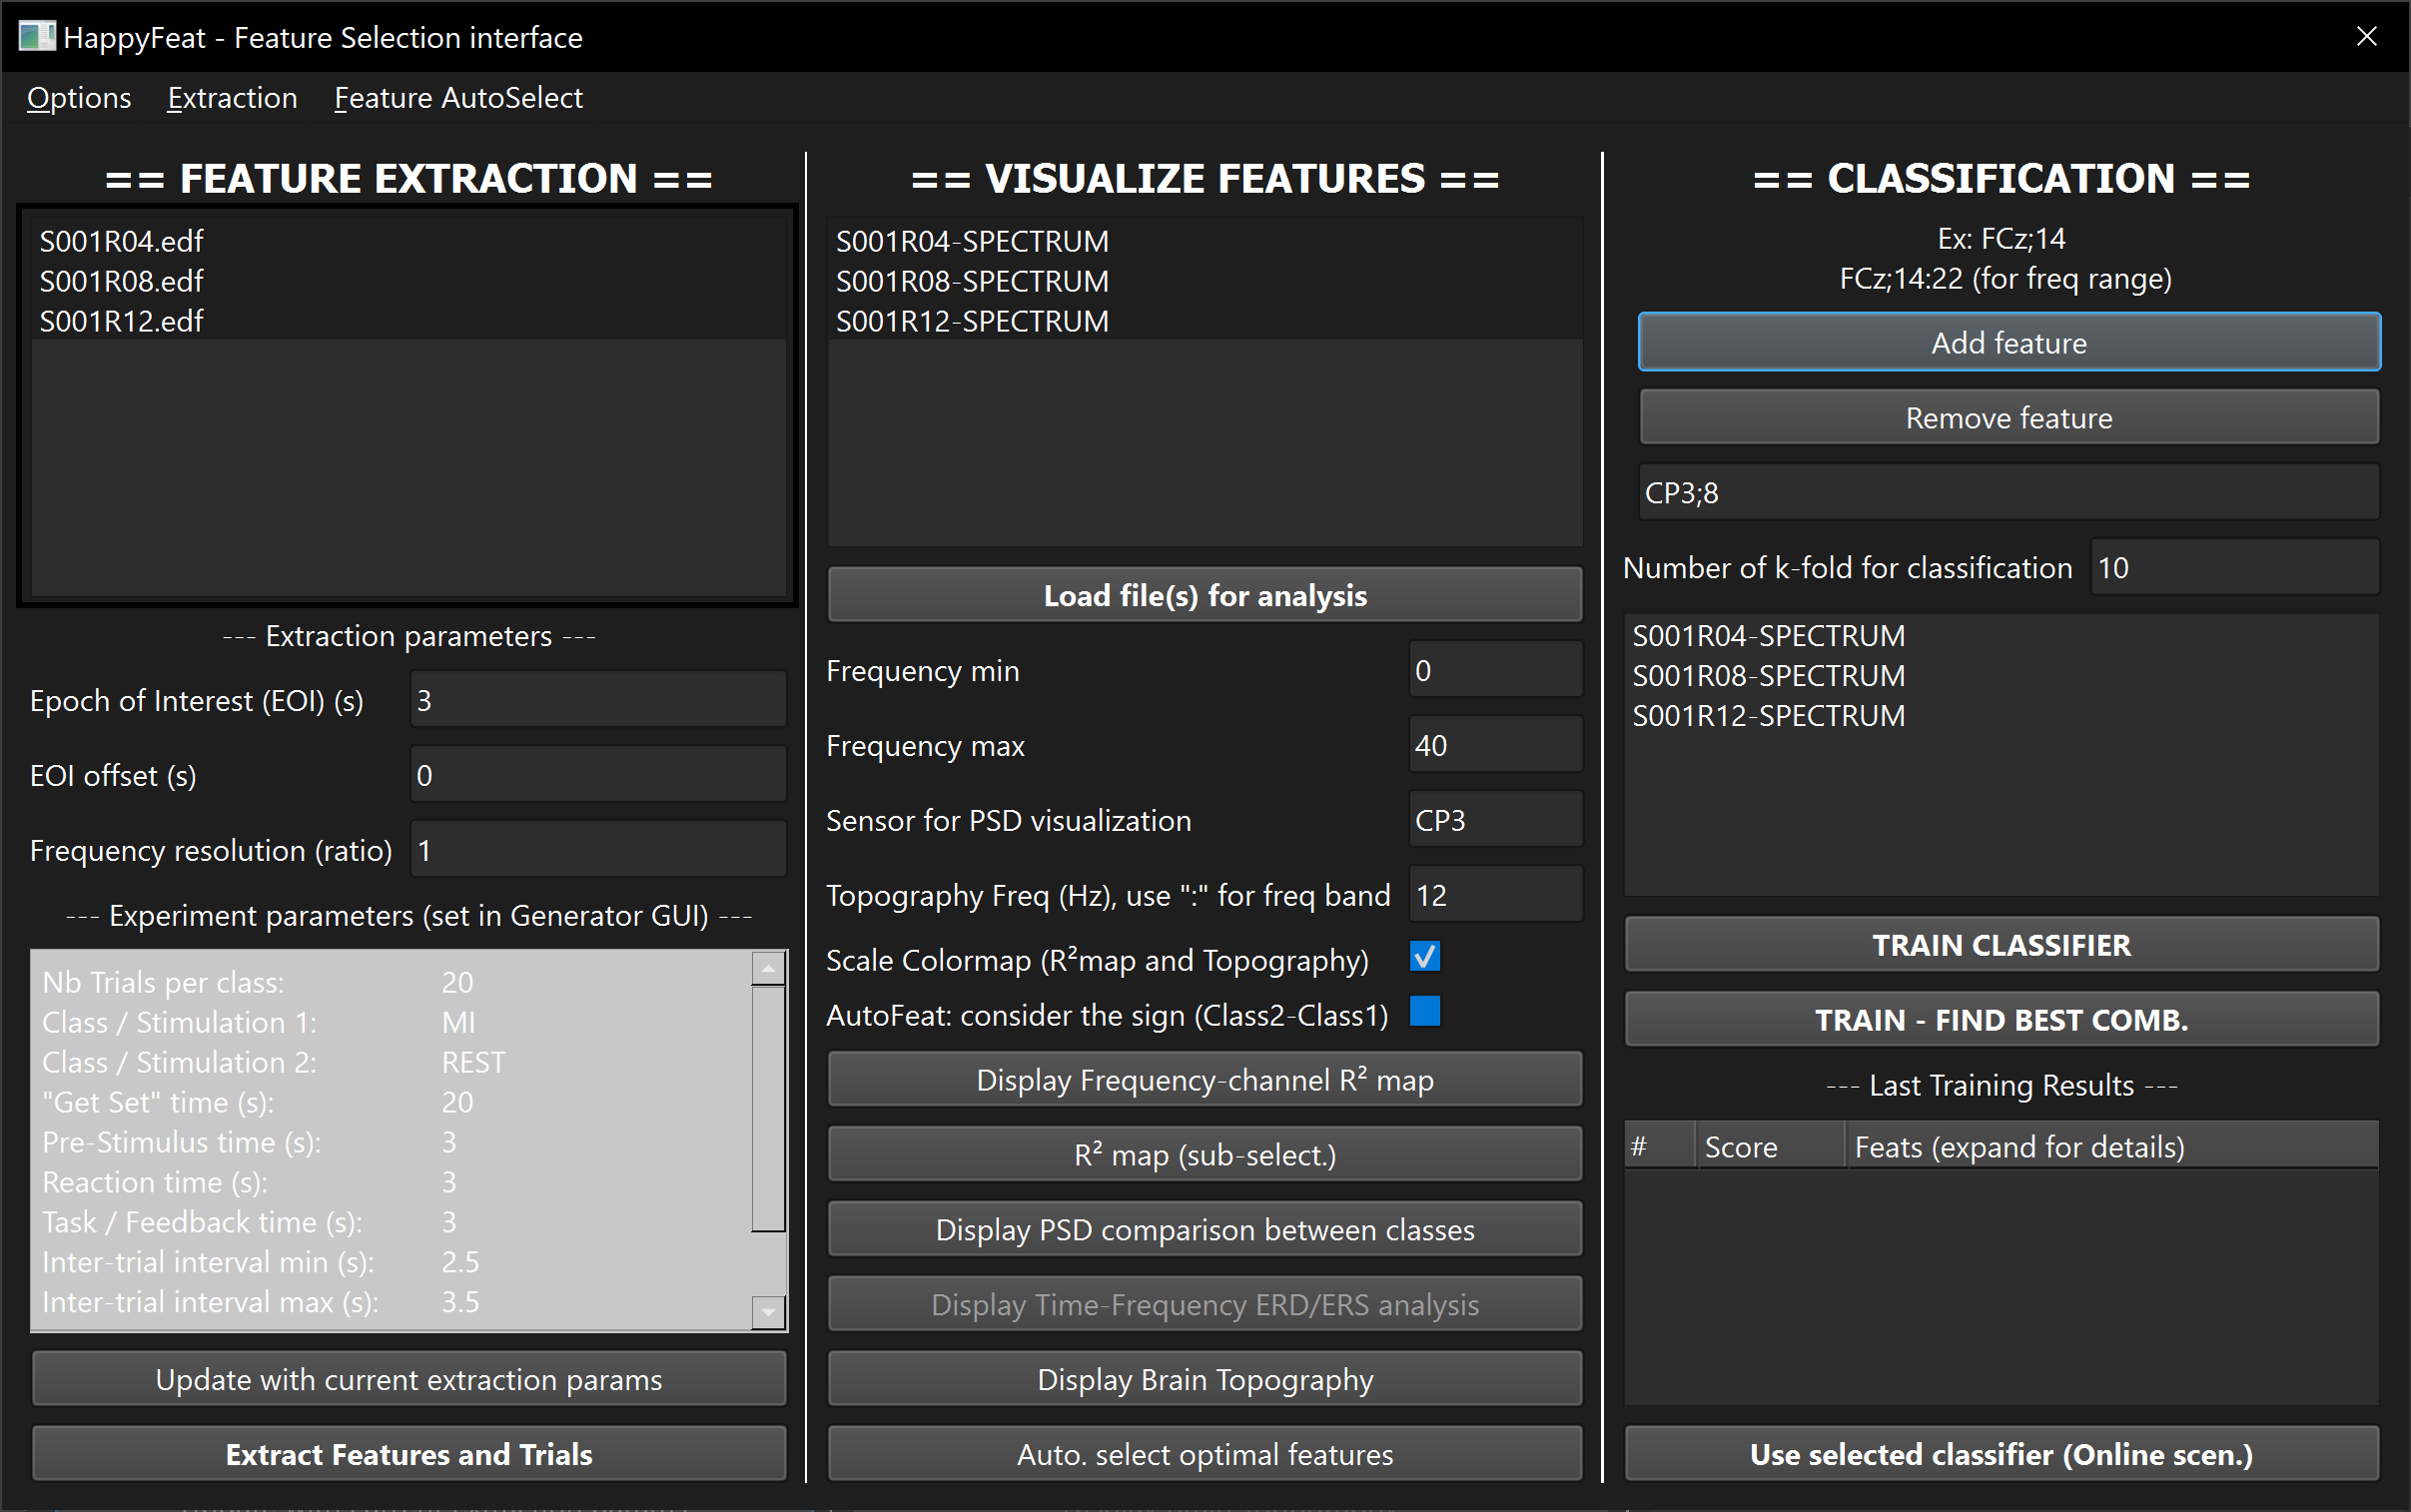 HappyFeat - Feature Selection interface
Options Extraction Feature AutoSelect
== FEATURE EXTRACTION ==
S001R04.edf
S001R08.edf
S001R12.edf
--- Extraction parameters ---
Epoch of Interest (EOI) (s) 3
EOI offset (s) 0
Frequency resolution (ratio) 1
--- Experiment parameters (set in Generator GUI) ---
Nb Trials per class: 20
Class / Stimulation 1: MI
Class / Stimulation 2: REST
"Get Set" time (s): 20
Pre-Stimulus time (s): 3
Reaction time (s): 3
Task / Feedback time (s): 3
Inter-trial interval min (s): 2.5
Inter-trial interval max (s): 3.5
Update with current extraction params
Extract Features and Trials
== VISUALIZE FEATURES ==
S001R04-SPECTRUM
S001R08-SPECTRUM
S001R12-SPECTRUM
Load file(s) for analysis
Frequency min 0
Frequency max 40
Sensor for PSD visualization CP3
Topography Freq (Hz), use ":" for freq band 12
Scale Colormap (R²map and Topography)
AutoFeat: consider the sign (Class2-Class1)
Display Frequency-channel R² map
R² map (sub-select.)
Display PSD comparison between classes
Display Time-Frequency ERD/ERS analysis
Display Brain Topography
Auto. select optimal features
== CLASSIFICATION ==
Ex: FCz;14
FCz;14:22 (for freq range)
Add feature
Remove feature
CP3;8
Number of k-fold for classification 10
S001R04-SPECTRUM
S001R08-SPECTRUM
S001R12-SPECTRUM
TRAIN CLASSIFIER
TRAIN - FIND BEST COMB.
--- Last Training Results ---
# Score Feats (expand for details)
Use selected classifier (Online scen.)